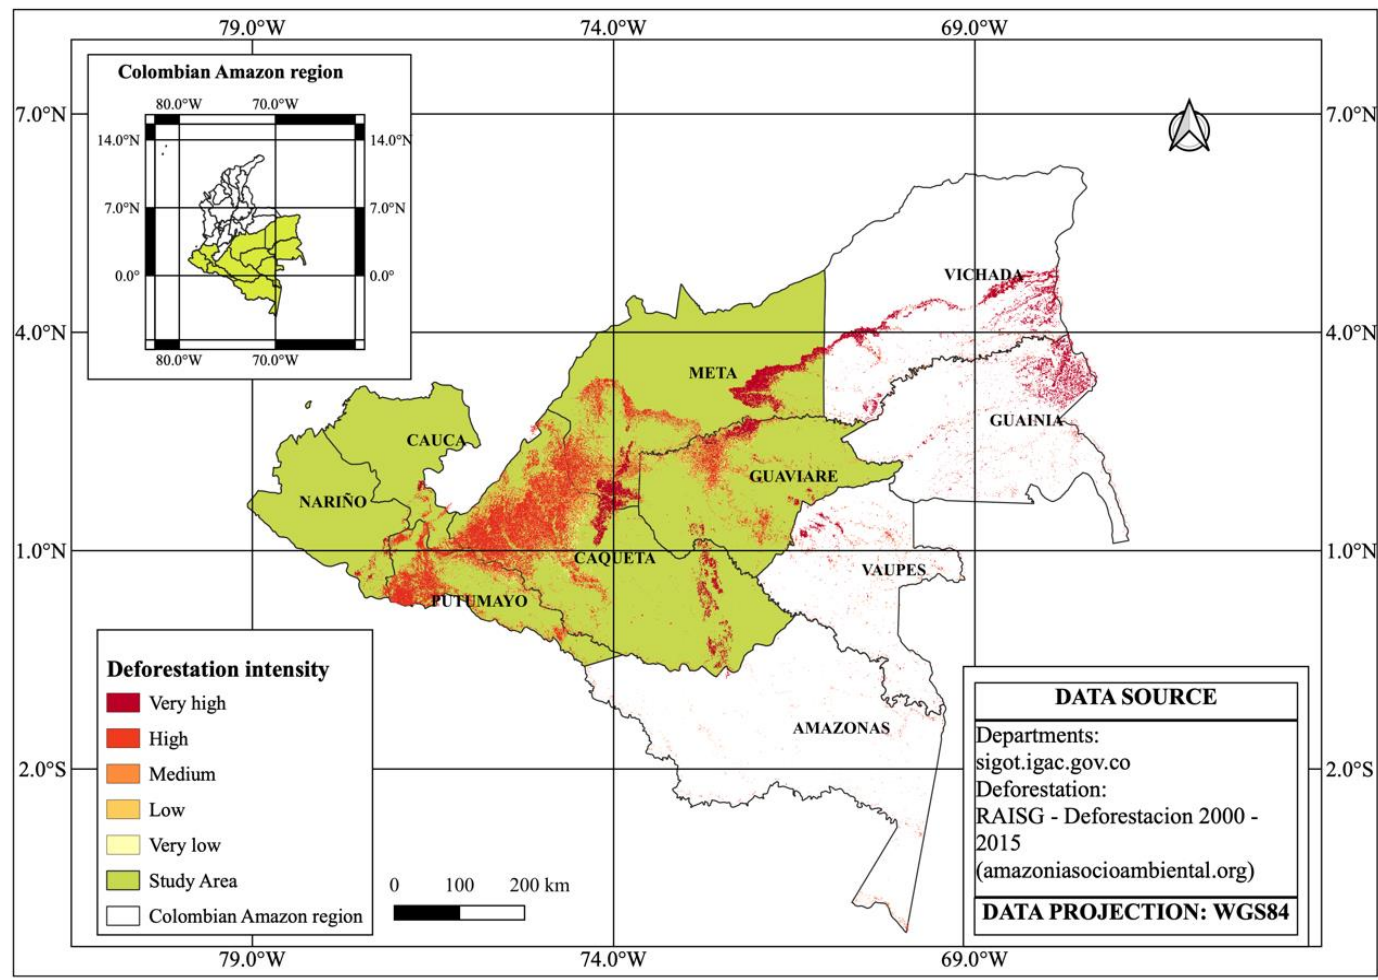 79.0°W 74.0°W 69.0°W
Colombian Amazon region
80.0°W 70.0°W
14.0°N 14.0°N
7.0°N 7.0°N
0.0° 0.0°
80.0°W 70.0°W
7.0°N 7.0°N
VICHADA
4.0°N 4.0°N
META
GUAINIA
CAUCA
GUAVIARE
NARIÑO
1.0°N 1.0°N
CAQUETA
VAUPES
PUTUMAYO
AMAZONAS
2.0°S 2.0°S
Deforestation intensity
Very high
High
Medium
Low
Very low
Study Area
Colombian Amazon region
0 100 200 km
DATA SOURCE
Departments:
sigot.igac.gov.co
Deforestation:
RAISG - Deforestacion 2000 -
2015
(amazoniasocioambiental.org)
DATA PROJECTION: WGS84
79.0°W 74.0°W 69.0°W